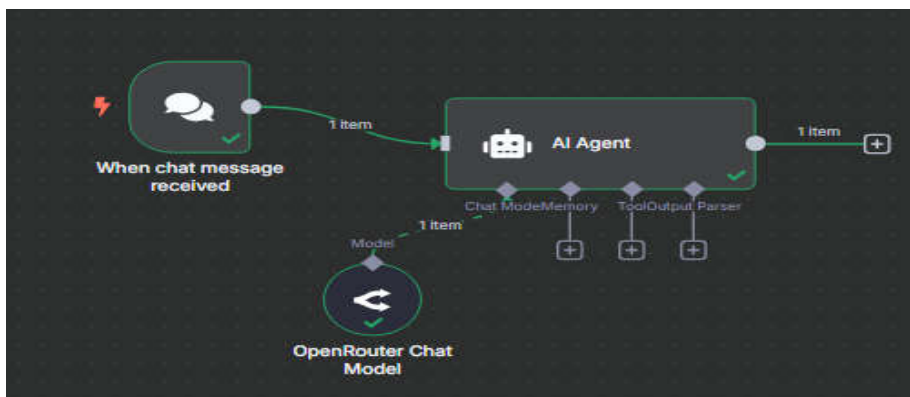 1 item
AI Agent
1 item
When chat message
received
Chat ModeMemory
ToolOutput Parser
1 item
Model
OpenRouter Chat
Model